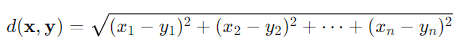 d(𝐱, 𝐲) = √((x₁ − y₁)² + (x₂ − y₂)² + ⋯ + (xₙ − yₙ)²)